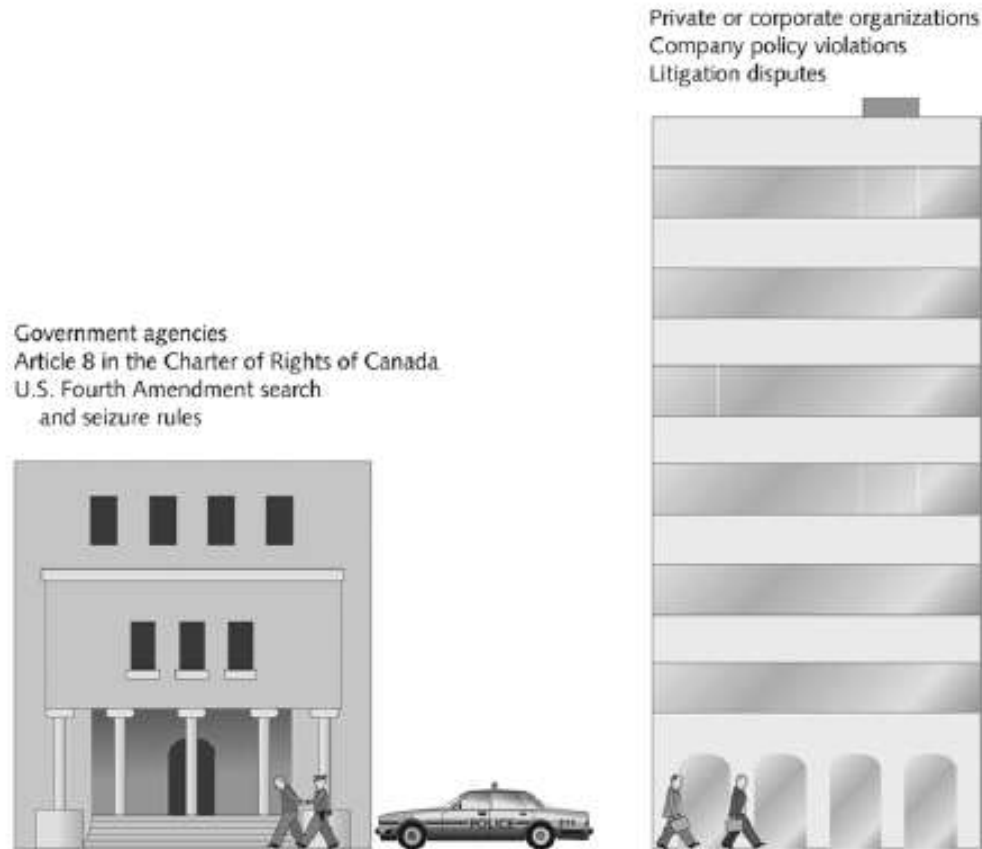 Private or corporate organizations
Company policy violations
Litigation disputes
Government agencies
Article 8 in the Charter of Rights of Canada
U.S. Fourth Amendment search
and seizure rules
POLICE